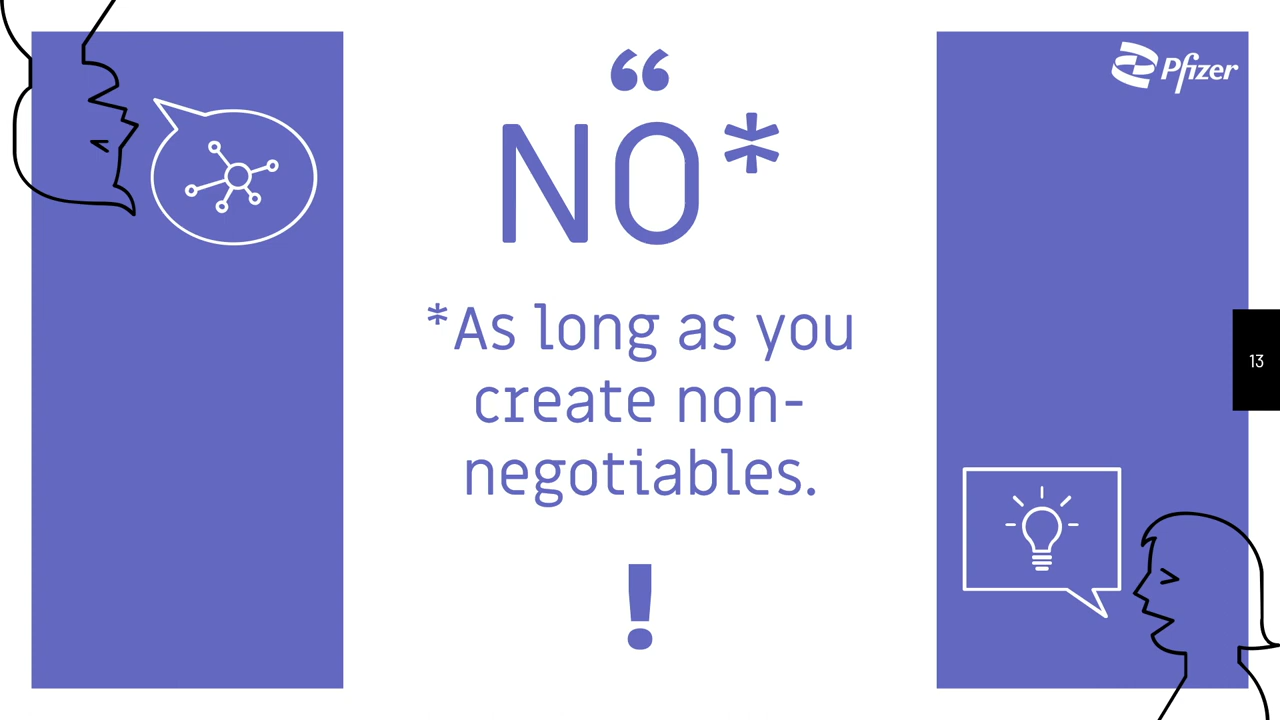 Pfizer
“
NO*
*As long as you
create non-
negotiables.
!
13